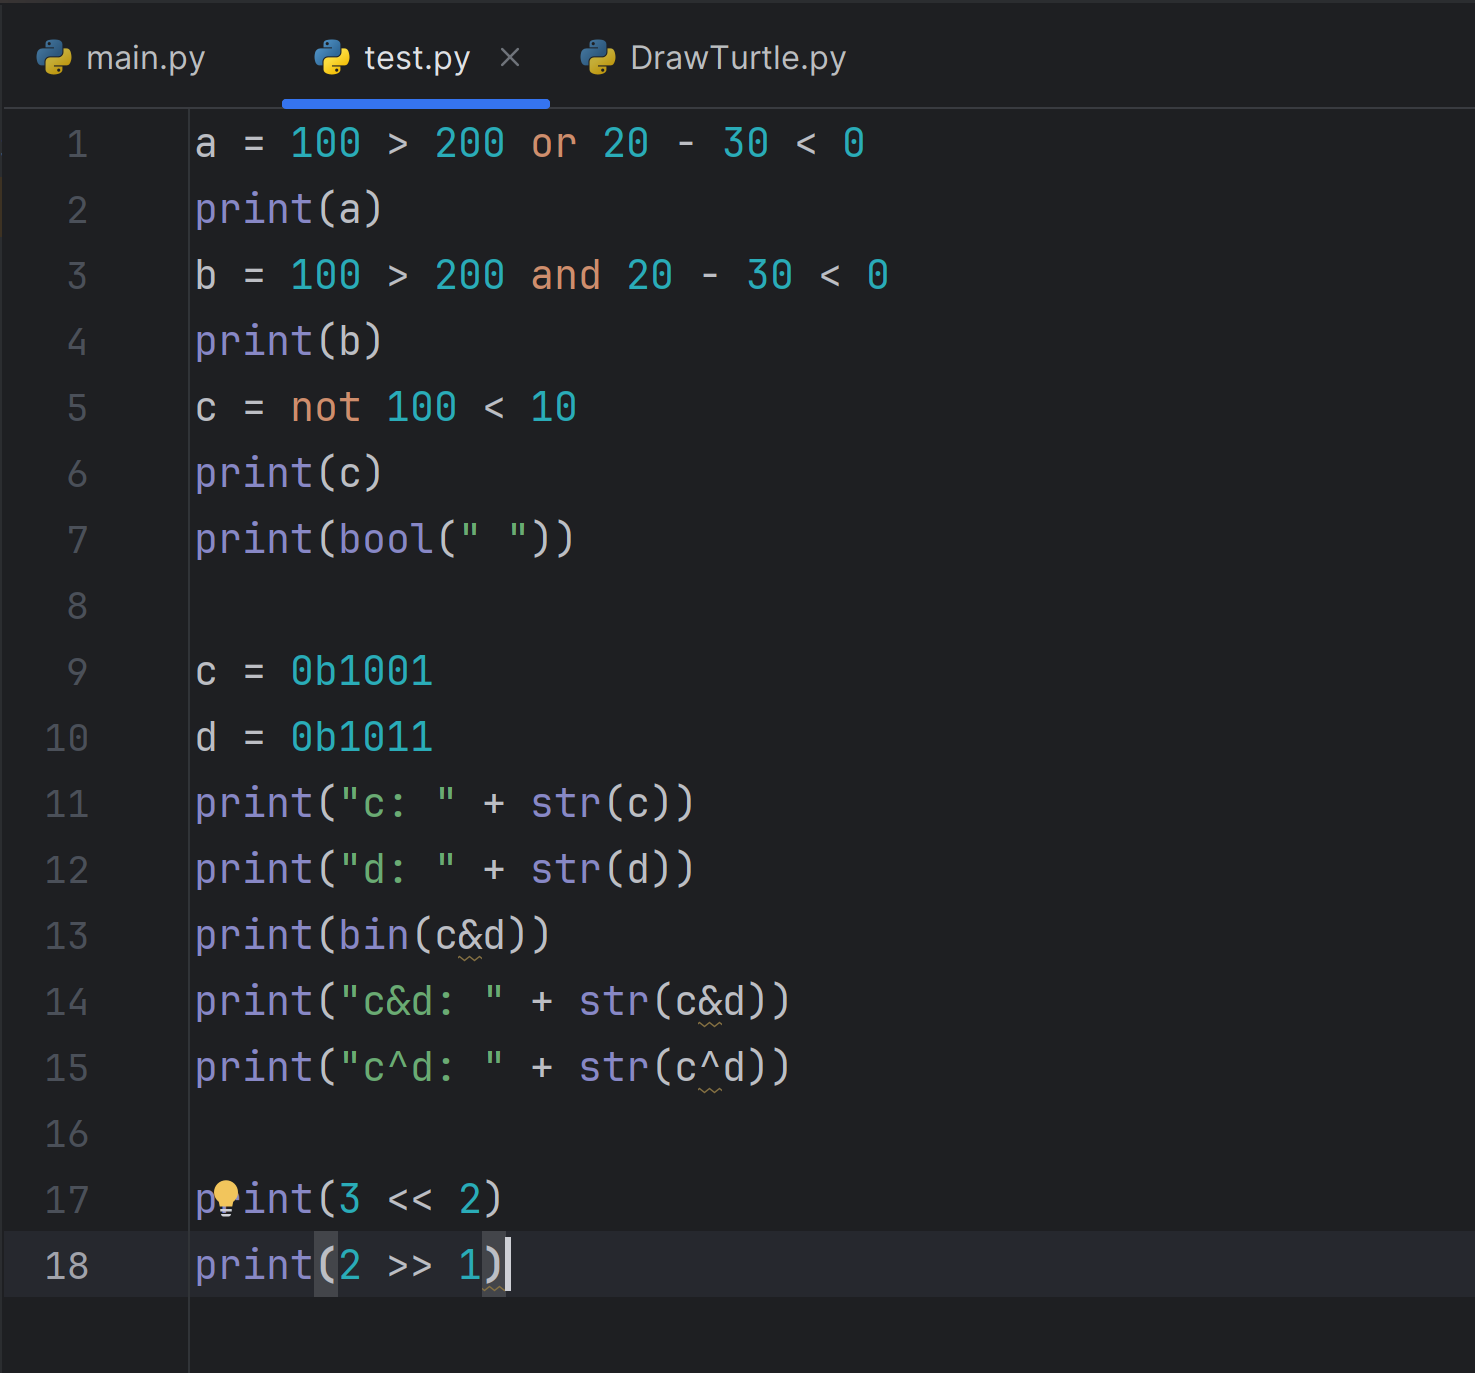 main.py test.py DrawTurtle.py
1 a = 100 > 200 or 20 - 30 < 0
2 print(a)
3 b = 100 > 200 and 20 - 30 < 0
4 print(b)
5 c = not 100 < 10
6 print(c)
7 print(bool(" "))
8
9 c = 0b1001
10 d = 0b1011
11 print("c: " + str(c))
12 print("d: " + str(d))
13 print(bin(c&d))
14 print("c&d: " + str(c&d))
15 print("c^d: " + str(c^d))
16
17 print(3 << 2)
18 print(2 >> 1)